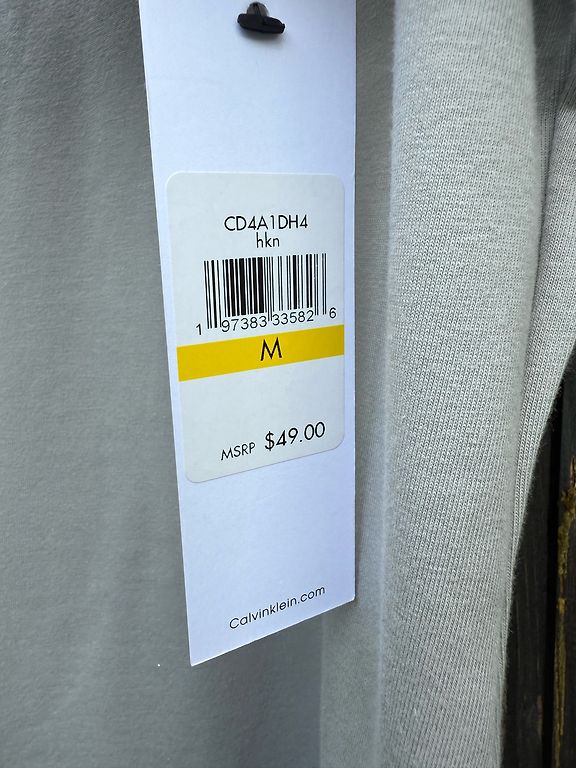 CD4A1DH4
hkn
1 97383 33582 6
M
MSRP $49.00
Calvinklein.com